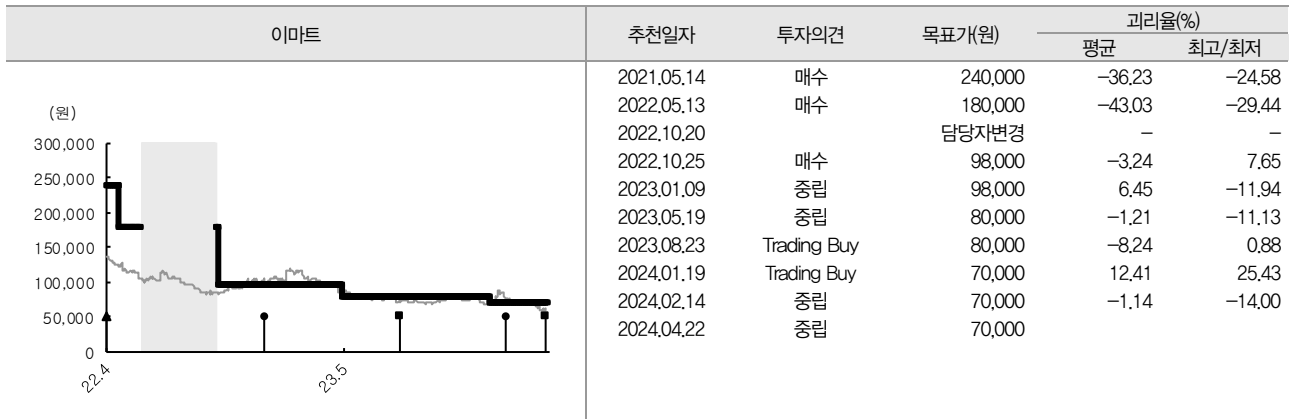 이마트
추천일자 투자의견 목표가(원) 괴리율(%)
평균 최고/최저
(원)
300,000
250,000
200,000
150,000
100,000
50,000
0
22.4 23.5
2021.05.14 매수 240,000 −36.23 −24.58
2022.05.13 매수 180,000 −43.03 −29.44
2022.10.20 담당자변경 − −
2022.10.25 매수 98,000 −3.24 7.65
2023.01.09 중립 98,000 6.45 −11.94
2023.05.19 중립 80,000 −1.21 −11.13
2023.08.23 Trading Buy 80,000 −8.24 0.88
2024.01.19 Trading Buy 70,000 12.41 25.43
2024.02.14 중립 70,000 −1.14 −14.00
2024.04.22 중립 70,000